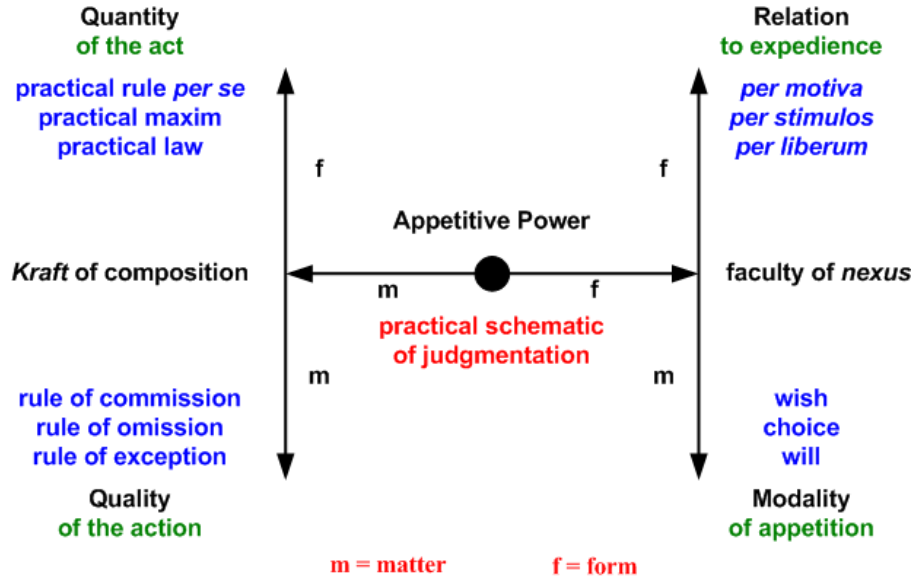 Quantity
of the act
practical rule per se
practical maxim
practical law
f
Relation
to expedience
per motiva
per stimulos
per liberum
f
Appetitive Power
Kraft of composition
m
f
faculty of nexus
practical schematic
of judgmentation
m
rule of commission
rule of omission
rule of exception
Quality
of the action
m
wish
choice
will
Modality
of appetition
m = matter
f = form